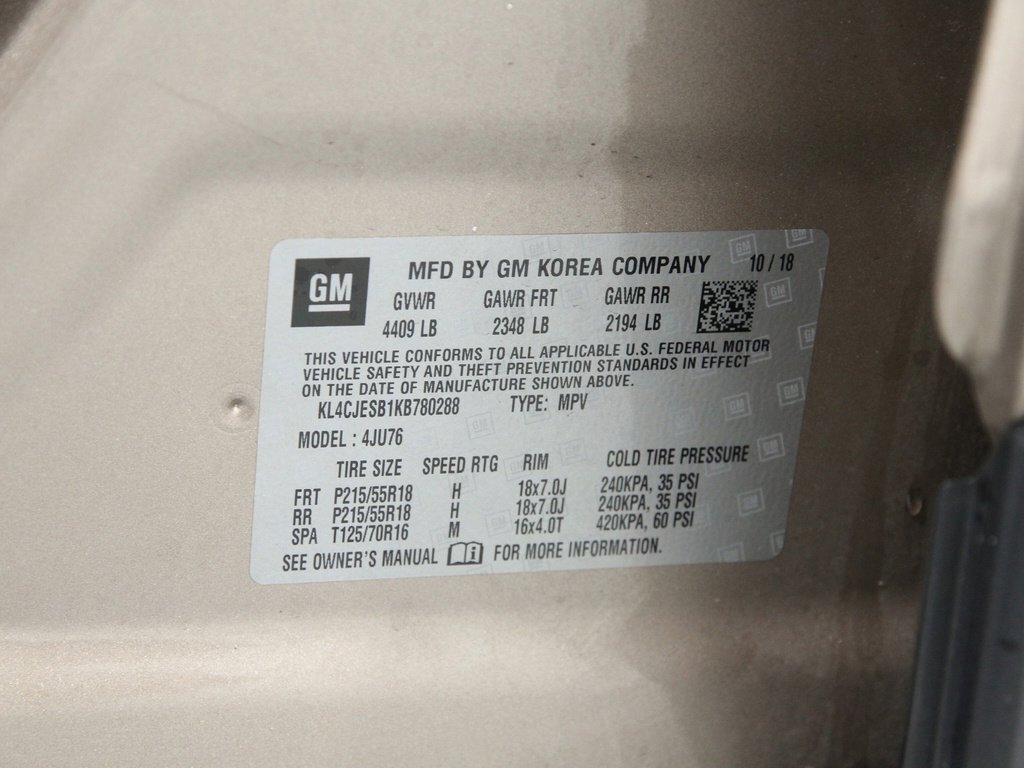 GM
MFD BY GM KOREA COMPANY 10 / 18
GVWR GAWR FRT GAWR RR
4409 LB 2348 LB 2194 LB
THIS VEHICLE CONFORMS TO ALL APPLICABLE U.S. FEDERAL MOTOR
VEHICLE SAFETY AND THEFT PREVENTION STANDARDS IN EFFECT
ON THE DATE OF MANUFACTURE SHOWN ABOVE.
KL4CJESB1KB780288 TYPE: MPV
MODEL : 4JU76
TIRE SIZE SPEED RTG RIM COLD TIRE PRESSURE
FRT P215/55R18 H 18x7.0J 240KPA, 35 PSI
RR P215/55R18 H 18x7.0J 240KPA, 35 PSI
SPA T125/70R16 M 16x4.0T 420KPA, 60 PSI
SEE OWNER'S MANUAL FOR MORE INFORMATION.